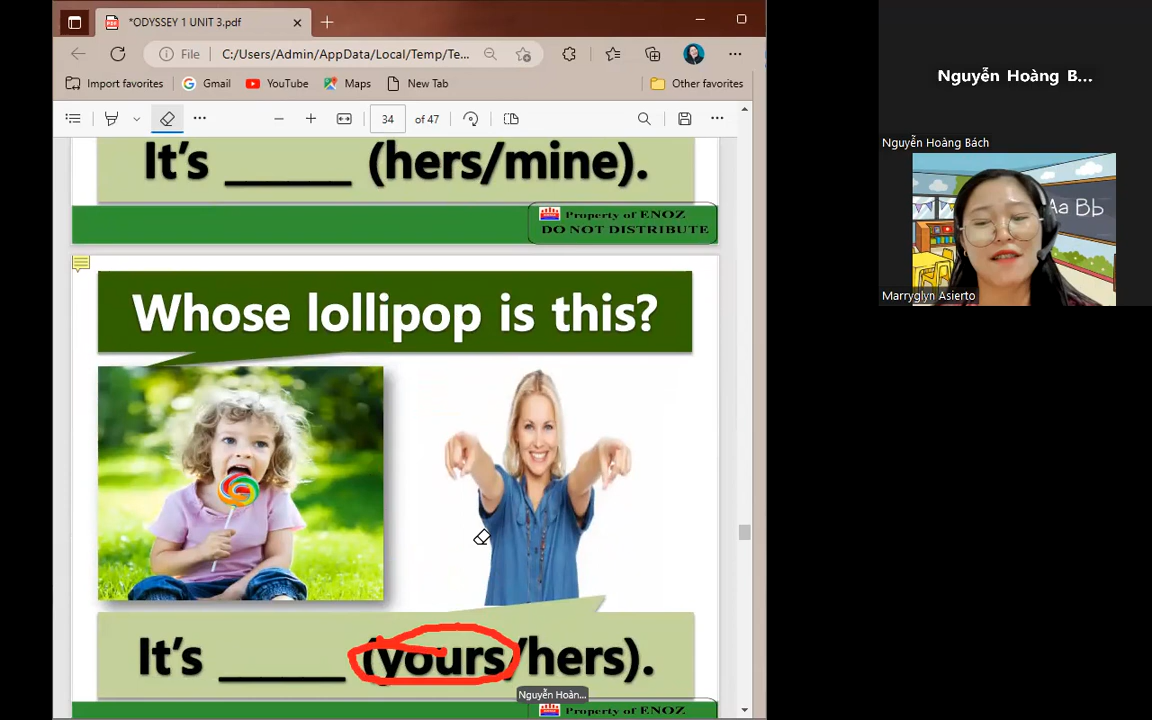 *ODYSSEY 1 UNIT 3.pdf
File C:/Users/Admin/AppData/Local/Temp/Te...
Import favorites Gmail YouTube Maps New Tab Other favorites
34 of 47
It's ______ (hers/mine).
Property of ENOZ
DO NOT DISTRIBUTE
Whose lollipop is this?
It's ______ (yours/hers).
Nguyễn Hoàn...
Property of ENOZ
Nguyễn Hoàng B...
Nguyễn Hoàng Bách
Aa Bb
Marryglyn Asierto